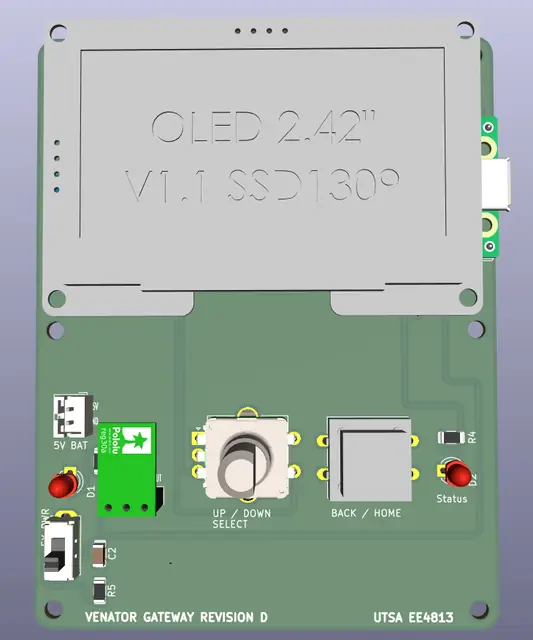 OLED 2.42"
V1.1 SSD1309
5V BAT
Pololu
R4
D1
D2
Status
UP / DOWN
SELECT
BACK / HOME
C2
R5
VENATOR GATEWAY REVISION D
UTSA EE4813